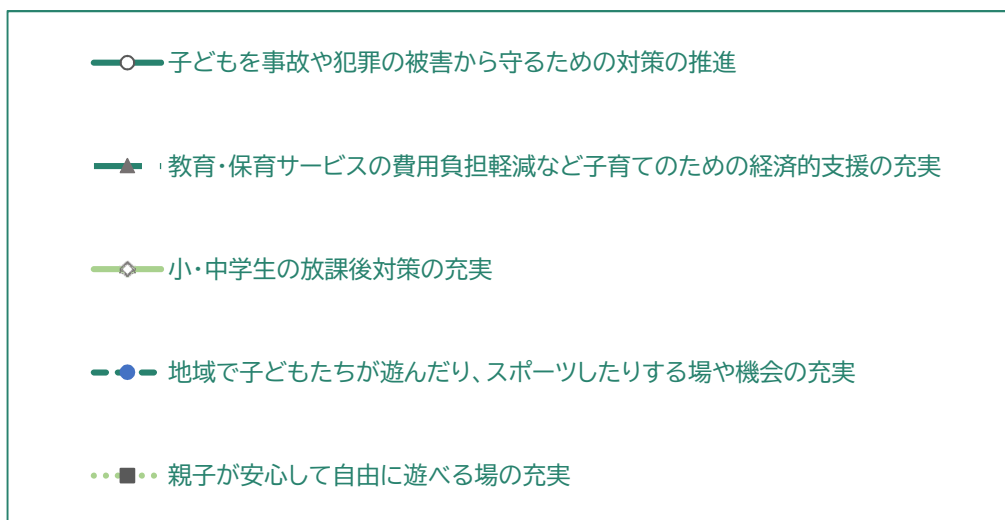 子どもを事故や犯罪の被害から守るための対策の推進
教育・保育サービスの費用負担軽減など子育てのための経済的支援の充実
小・中学生の放課後対策の充実
地域で子どもたちが遊んだり、スポーツしたりする場や機会の充実
親子が安心して自由に遊べる場の充実